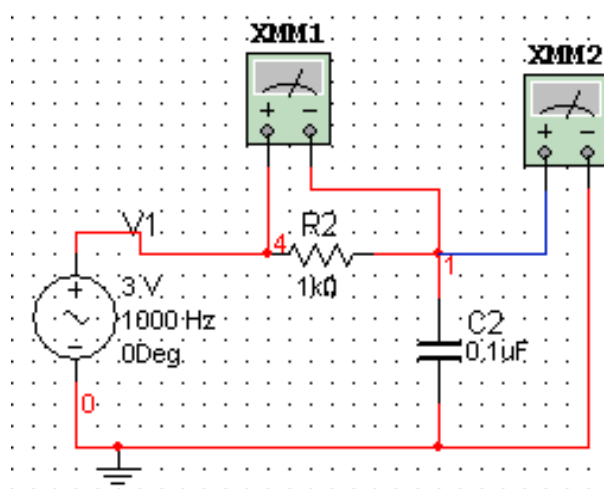 XMM1
XMM2
+ −
+ −
V1
4
R2
1
1kΩ
+
3 V
1000 Hz
0Deg
−
C2
0.1uF
0